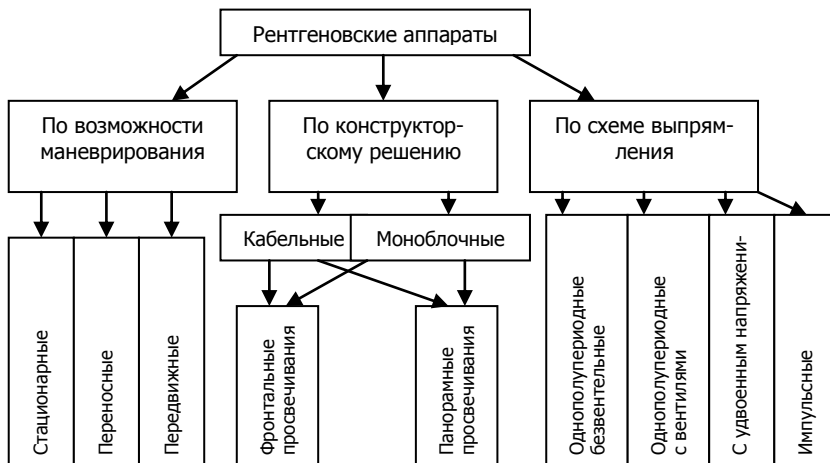 Рентгеновские аппараты
По возможности
маневрирования
По конструктор-
скому решению
По схеме выпрям-
ления
Кабельные
Моноблочные
Стационарные
Переносные
Передвижные
Фронтальные
просвечивания
Панорамные
просвечивания
Однополупериодные
безвентельные
Однополупериодные
с вентилями
С удвоенным напряжени-
Импульсные